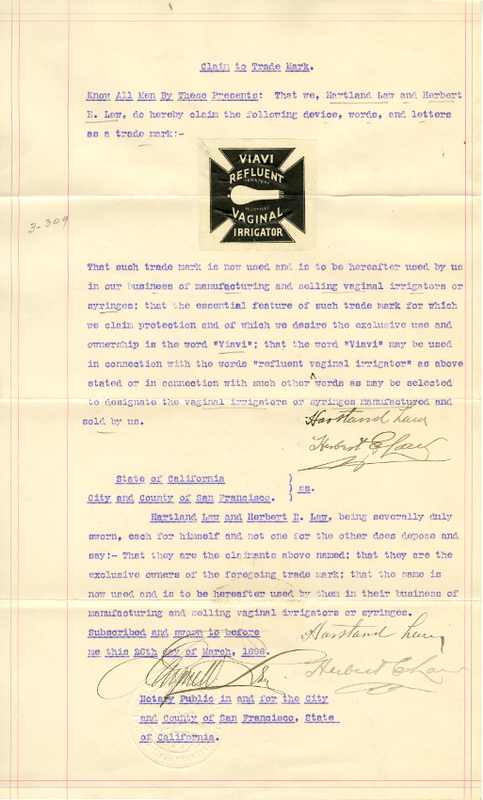 Claim to Trade Mark.
Know All Men By These Presents: That we, Hartland Law and Herbert
E. Law, do hereby claim the following device, words, and letters
as a trade mark:-
VIAVI
REFLUENT
VAGINAL
IRRIGATOR
3-309
That such trade mark is now used and is to be hereafter used by us
in our business of manufacturing and selling vaginal irrigators or
syringes; that the essential feature of such trade mark for which
we claim protection and of which we desire the exclusive use and
ownership is the word "Viavi"; that the word "Viavi" may be used
in connection with the words "refluent vaginal irrigator" as above
stated or in connection with such other words as may be selected
to designate the vaginal irrigators or syringes manufactured and
sold by us.
Hartland Law
Herbert E. Law
State of California )
City and County of San Francisco. ) ss.
Hartland Law and Herbert E. Law, being severally duly
sworn, each for himself and not one for the other does depose and
say:- That they are the claimants above named; that they are the
exclusive owners of the foregoing trade mark; that the same is
now used and is to be hereafter used by them in their business of
manufacturing and selling vaginal irrigators or syringes.
Subscribed and sworn to before
me this 26th day of March, 1898.
Hartland Law
Herbert E Law
Notary Public in and for the City
and County of San Francisco, State
of California.